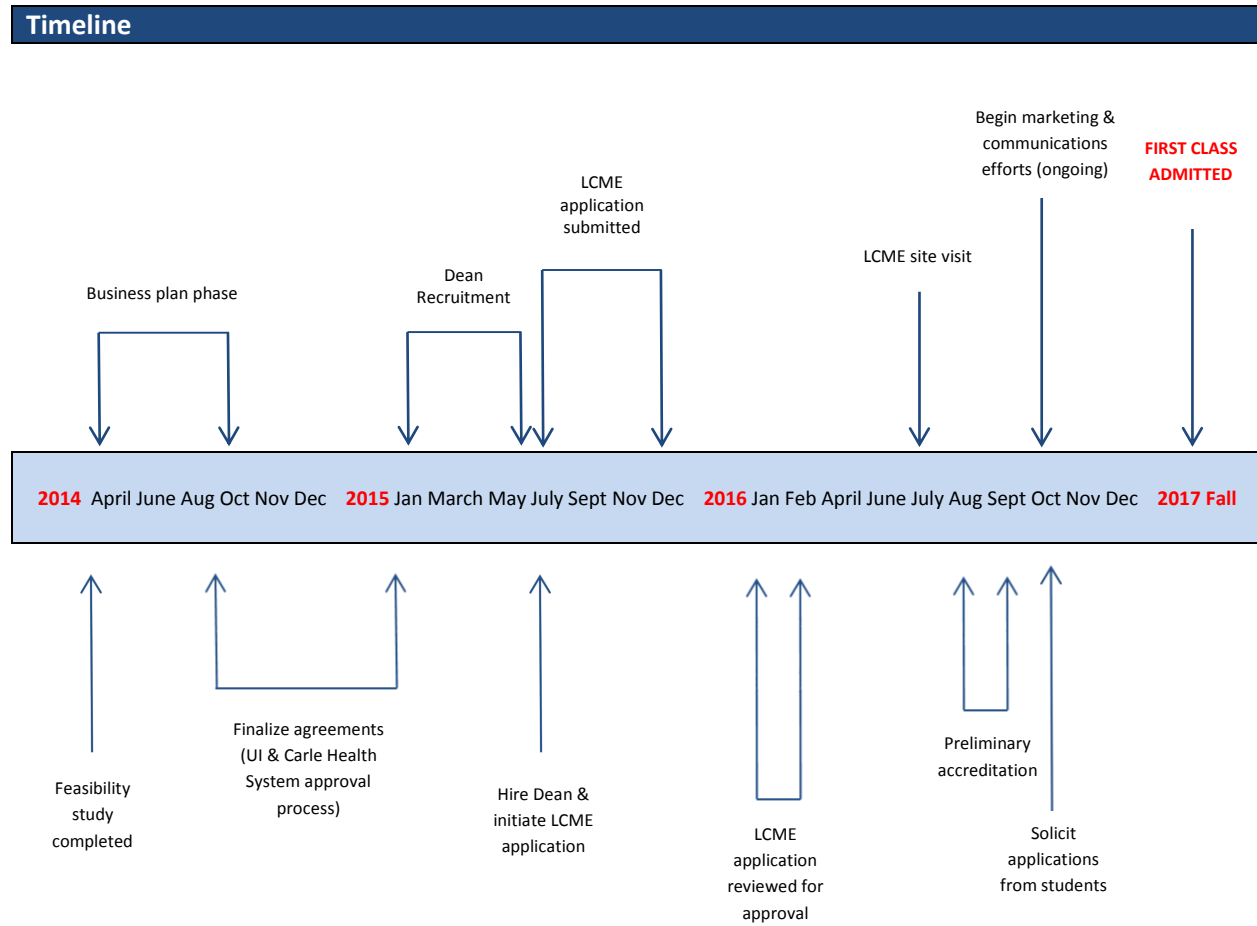 Timeline
Begin marketing &
communications
efforts (ongoing)
FIRST CLASS
ADMITTED
LCME
application
submitted
LCME site visit
Dean
Recruitment
Business plan phase
2014 April June Aug Oct Nov Dec 2015 Jan March May July Sept Nov Dec 2016 Jan Feb April June July Aug Sept Oct Nov Dec 2017 Fall
Feasibility
study
completed
Finalize agreements
(UI & Carle Health
System approval
process)
Hire Dean &
initiate LCME
application
LCME
application
reviewed for
approval
Preliminary
accreditation
Solicit
applications
from students